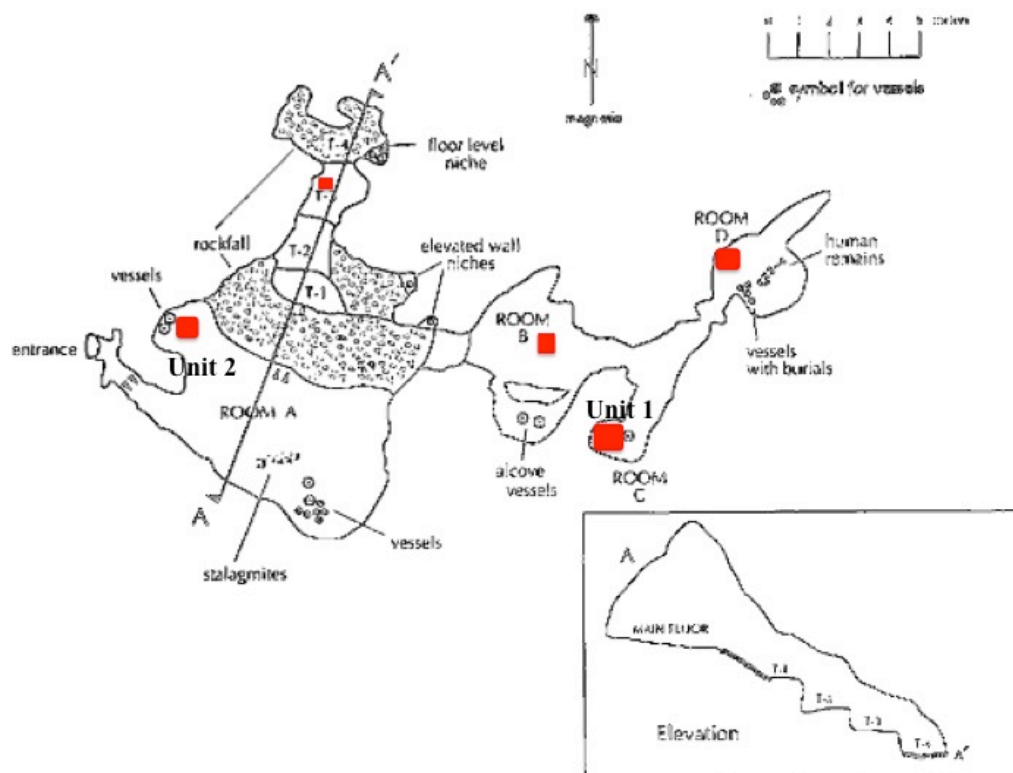 N
symbol for vessels
A'
T-4
floor level
niche
T-2
rockfall
elevated wall
niches
T-1
vessels
entrance
Unit 2
ROOM A
ROOM
B
ROOM
D
human
remains
vessels
with burials
Unit 1
alcove
vessels
ROOM
C
A
vessels
stalagmites
A
MAIN FLOOR
A'
Elevation